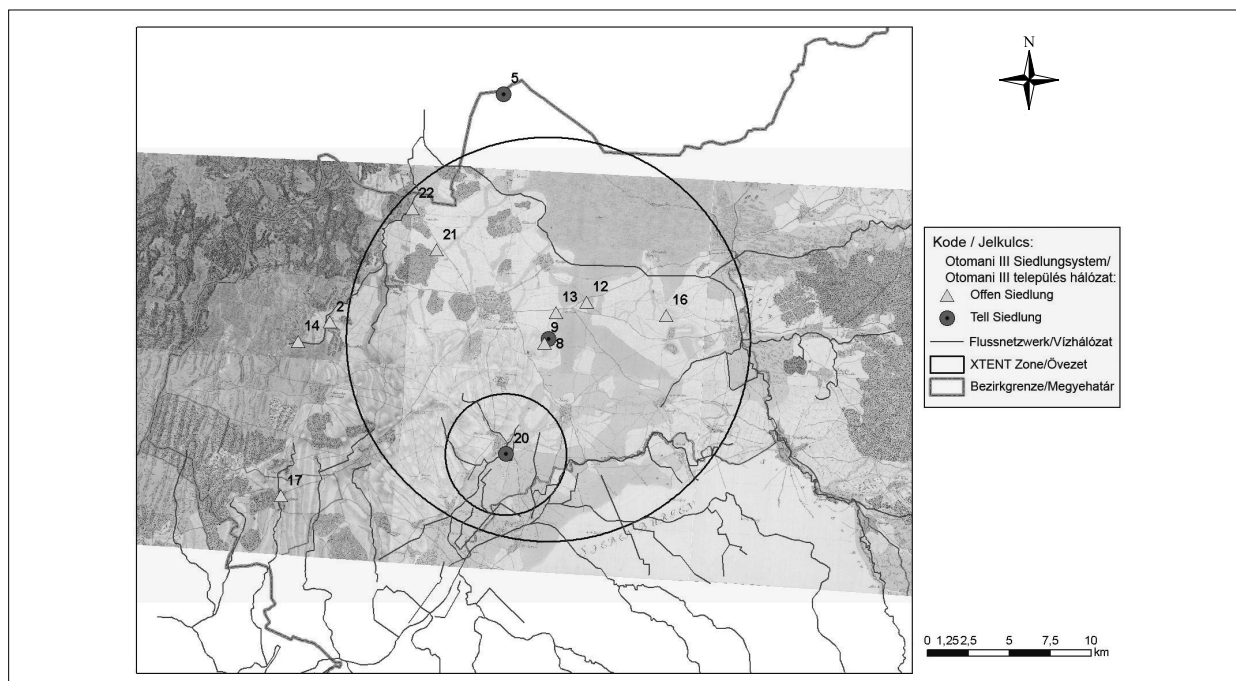 N
5
22
21
12
13
16
2
14
9
8
20
17
Kode / Jelkulcs:
Otomani III Siedlungsystem/
Otomani III település hálózat:
Offen Siedlung
Tell Siedlung
Flussnetzwerk/Vízhálózat
XTENT Zone/Övezet
Bezirkgrenze/Megyehatár
0 1,25 2,5 5 7,5 10
km